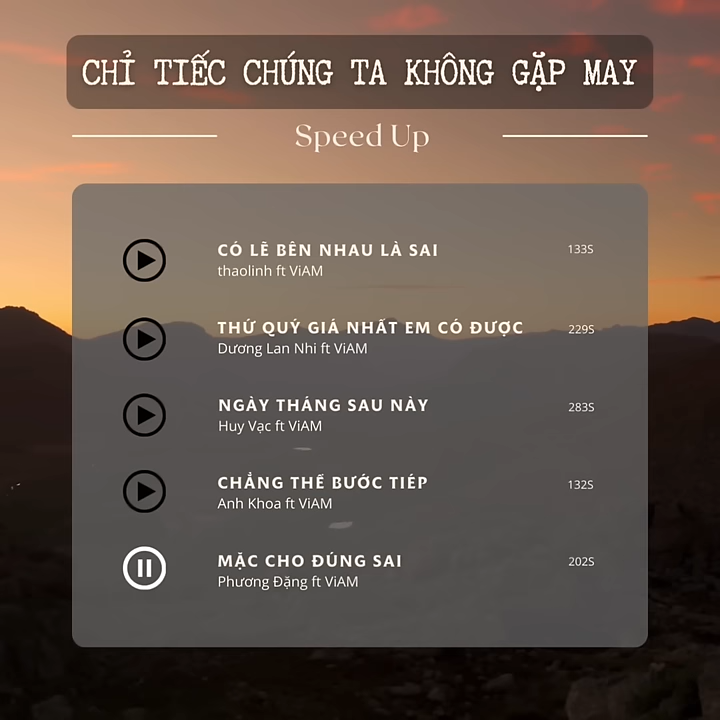 CHỈ TIẾC CHÚNG TA KHÔNG GẶP MAY
Speed Up
CÓ LẼ BÊN NHAU LÀ SAI
133S
thaolinh ft ViAM
THỨ QUÝ GIÁ NHẤT EM CÓ ĐƯỢC
229S
Dương Lan Nhi ft ViAM
NGÀY THÁNG SAU NÀY
283S
Huy Vạc ft ViAM
CHẲNG THỂ BƯỚC TIẾP
132S
Anh Khoa ft ViAM
MẶC CHO ĐÚNG SAI
202S
Phương Đặng ft ViAM